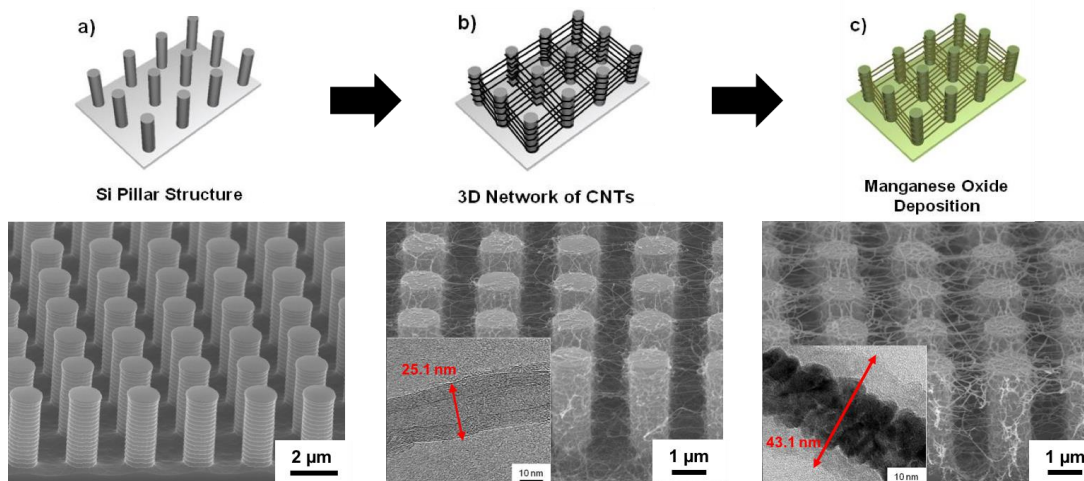 a)
b)
c)
Si Pillar Structure
3D Network of CNTs
Manganese Oxide
Deposition
25.1 nm
43.1 nm
10 nm
10 nm
2 µm
1 µm
1 µm